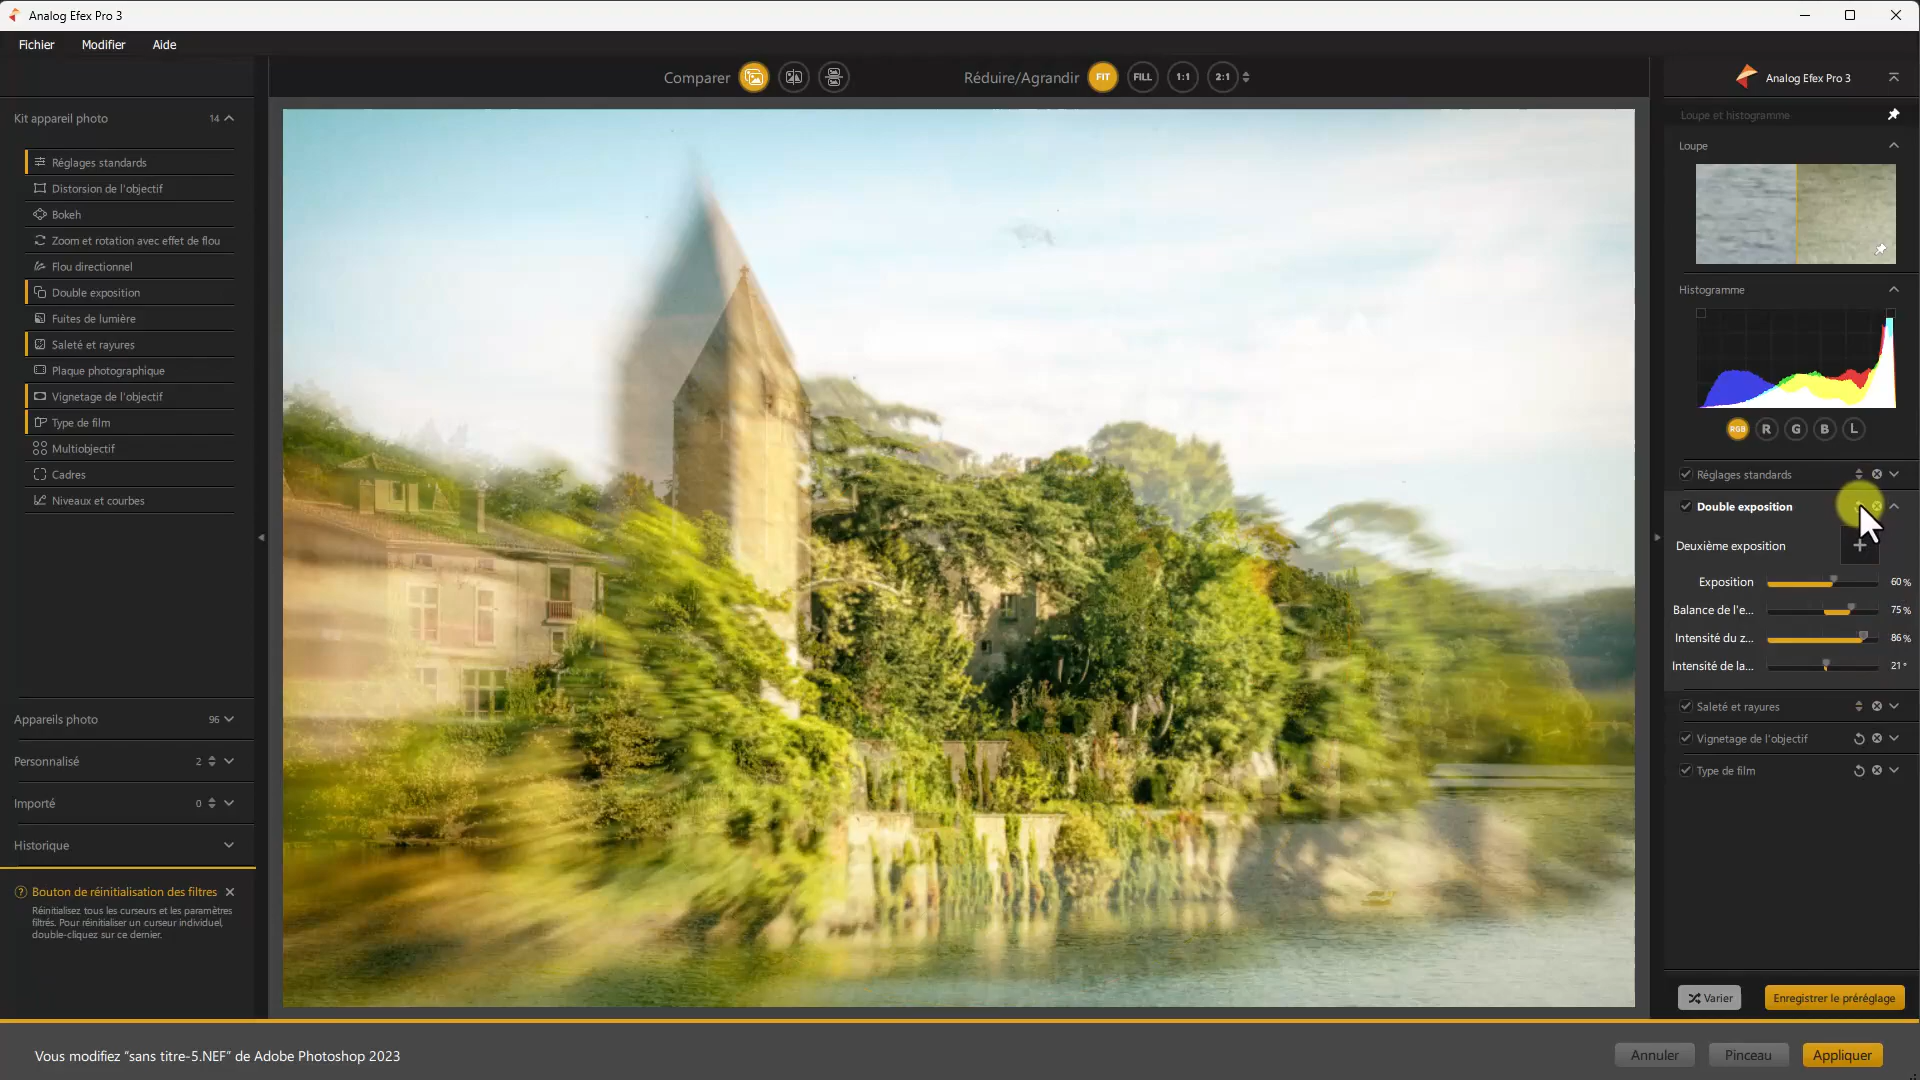 Analog Efex Pro 3
Fichier Modifier Aide
Comparer
Réduire/Agrandir FIT FILL 1:1 2:1
Analog Efex Pro 3
Kit appareil photo 14
Réglages standards
Distorsion de l'objectif
Bokeh
Zoom et rotation avec effet de flou
Flou directionnel
Double exposition
Fuites de lumière
Saleté et rayures
Plaque photographique
Vignetage de l'objectif
Type de film
Multiobjectif
Cadres
Niveaux et courbes
Appareils photo 96
Personnalisé 2
Importé 0
Historique
Bouton de réinitialisation des filtres
Réinitialisez tous les curseurs et les paramètres
filtrés. Pour réinitialiser un curseur individuel,
double-cliquez sur ce dernier.
Loupe et histogramme
Loupe
Histogramme
RGB R G B L
Réglages standards
Double exposition
Deuxième exposition
Exposition 60 %
Balance de l'e... 75 %
Intensité du z... 86 %
Intensité de la... 21 °
Saleté et rayures
Vignetage de l'objectif
Type de film
Varier Enregistrer le préréglage
Vous modifiez "sans titre-5.NEF" de Adobe Photoshop 2023
Annuler Pinceau Appliquer